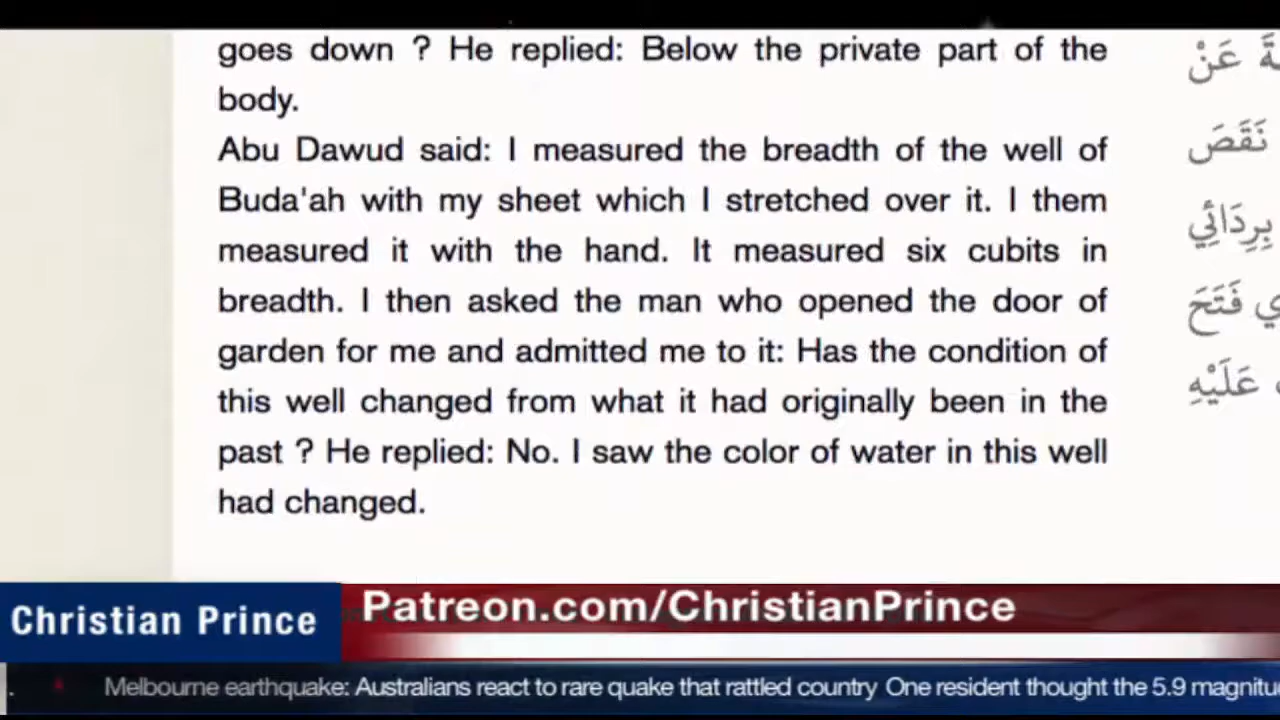 goes down ? He replied: Below the private part of the
body.
Abu Dawud said: I measured the breadth of the well of
Buda'ah with my sheet which I stretched over it. I them
measured it with the hand. It measured six cubits in
breadth. I then asked the man who opened the door of
garden for me and admitted me to it: Has the condition of
this well changed from what it had originally been in the
past ? He replied: No. I saw the color of water in this well
had changed.
عَنْ
نَقَصَ
بِرِدَائِي
فَتَحَ
عَلَيْهِ
Christian Prince
Patreon.com/ChristianPrince
. Melbourne earthquake: Australians react to rare quake that rattled country One resident thought the 5.9